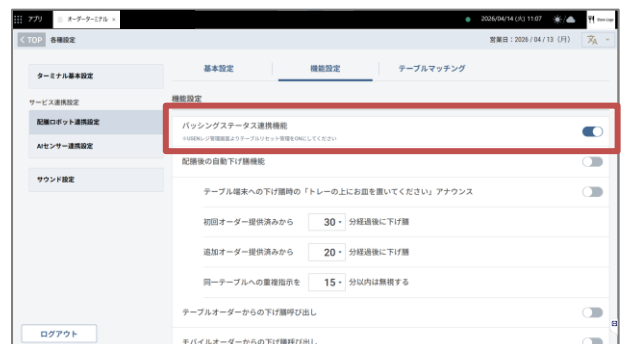 アプリ オーダーターミナル ×
2026/04/14 (火) 11:07
< TOP 各種設定
営業日：2026 / 04 / 13（月）
ターミナル基本設定
サービス連携設定
配膳ロボット連携設定
AIセンサー連携設定
サウンド設定
ログアウト
基本設定 機能設定 テーブルマッチング
機能設定
バッシングステータス連携機能
※USENレジ管理画面よりテーブルリセット管理をONにしてください
配膳後の自動下げ膳機能
テーブル端末への下げ膳時の「トレーの上にお皿を置いてください」アナウンス
初回オーダー提供済みから 30 分経過後に下げ膳
追加オーダー提供済みから 20 分経過後に下げ膳
同一テーブルへの重複指示を 15 分以内は無視する
テーブルオーダーからの下げ膳呼び出し
モバイルオーダーからの下げ膳呼び出し